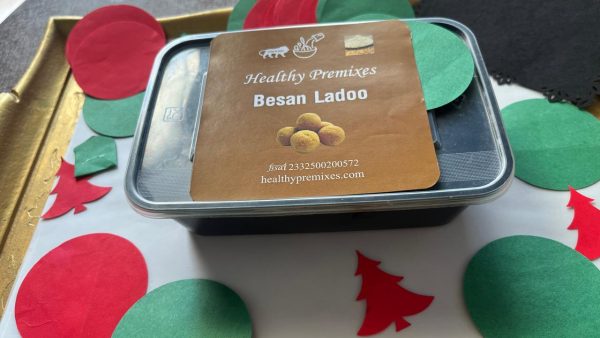 Healthy Premixes
Besan Ladoo
fssai 2332500200572
healthypremixes.com